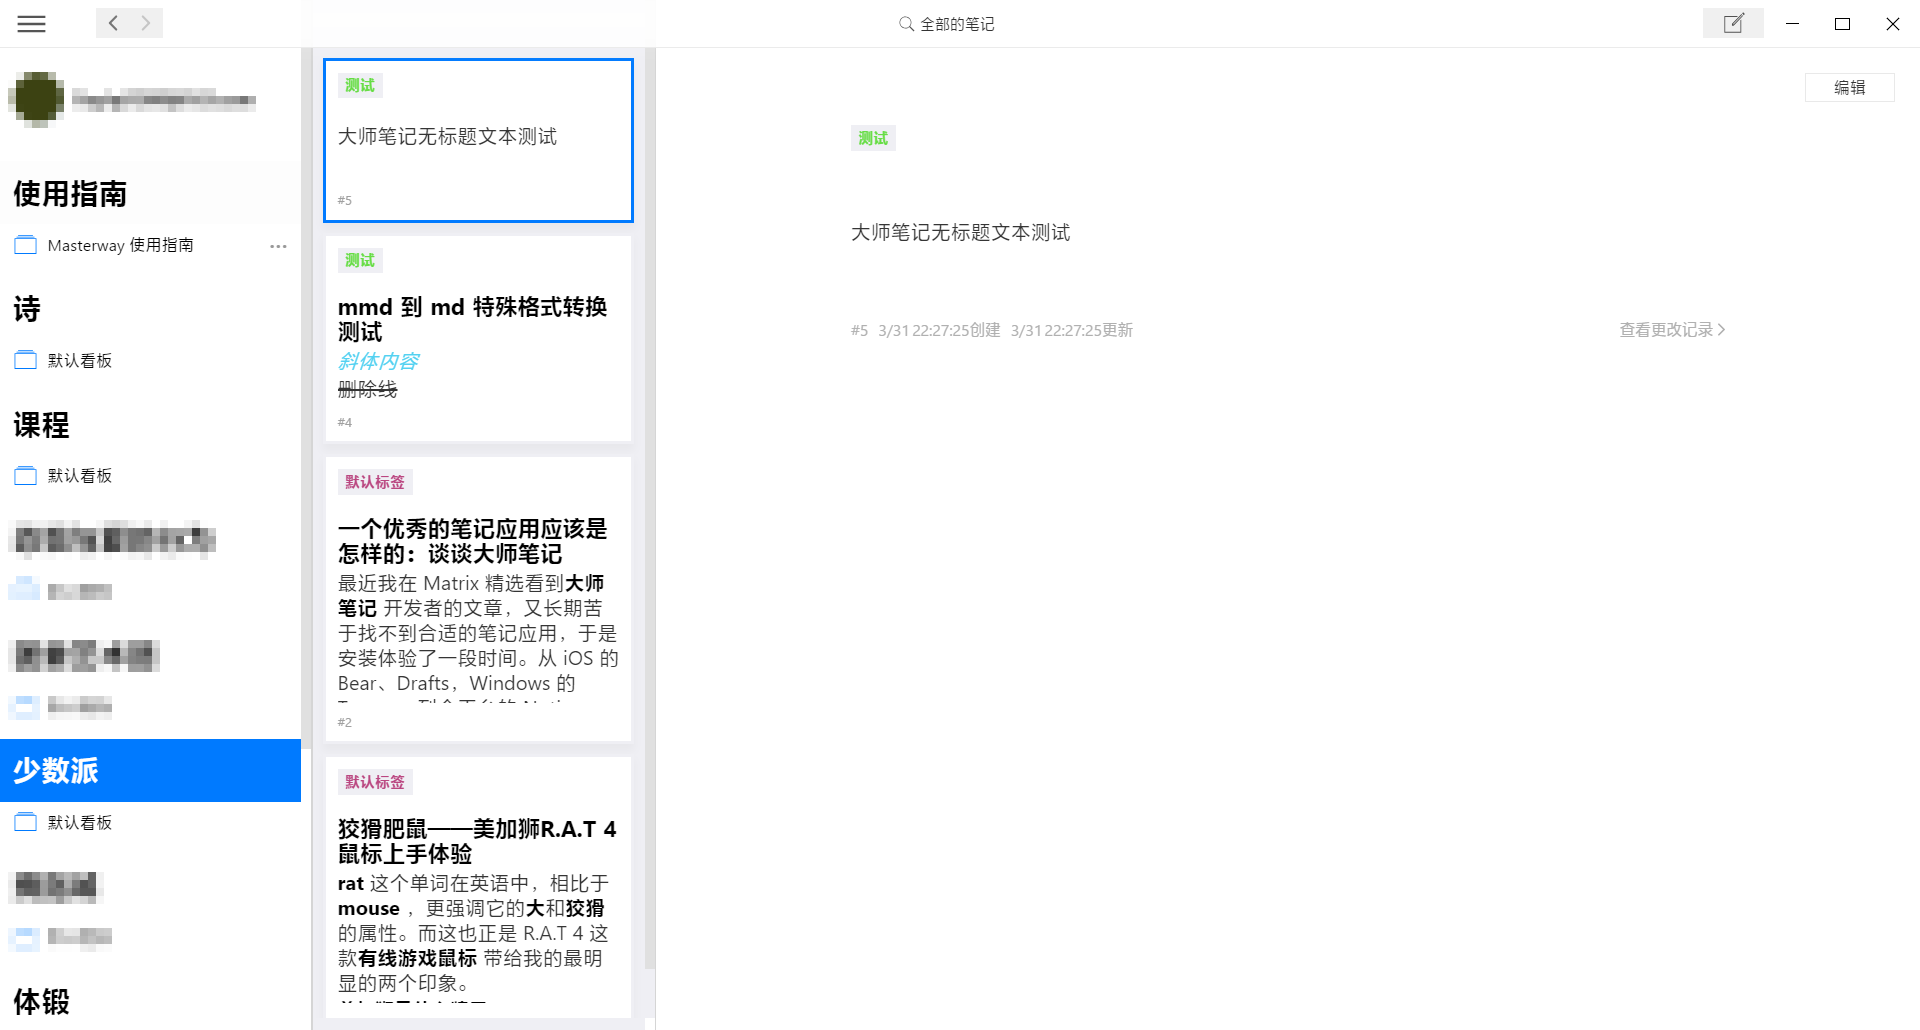 全部的笔记
使用指南
Masterway 使用指南
诗
默认看板
课程
默认看板
少数派
默认看板
体锻
测试
大师笔记无标题文本测试
#5
测试
mmd 到 md 特殊格式转换
测试
斜体内容
删除线
#4
默认标签
一个优秀的笔记应用应该是
怎样的：谈谈大师笔记
最近我在 Matrix 精选看到大师
笔记 开发者的文章，又长期苦
于找不到合适的笔记应用，于是
安装体验了一段时间。从 iOS 的
Bear、Drafts，Windows 的
#2
默认标签
狡猾肥鼠——美加狮R.A.T 4
鼠标上手体验
rat 这个单词在英语中，相比于
mouse ，更强调它的大和狡猾
的属性。而这也正是 R.A.T 4 这
款有线游戏鼠标 带给我的最明
显的两个印象。
编辑
测试
大师笔记无标题文本测试
#5 3/31 22:27:25创建 3/31 22:27:25更新
查看更改记录